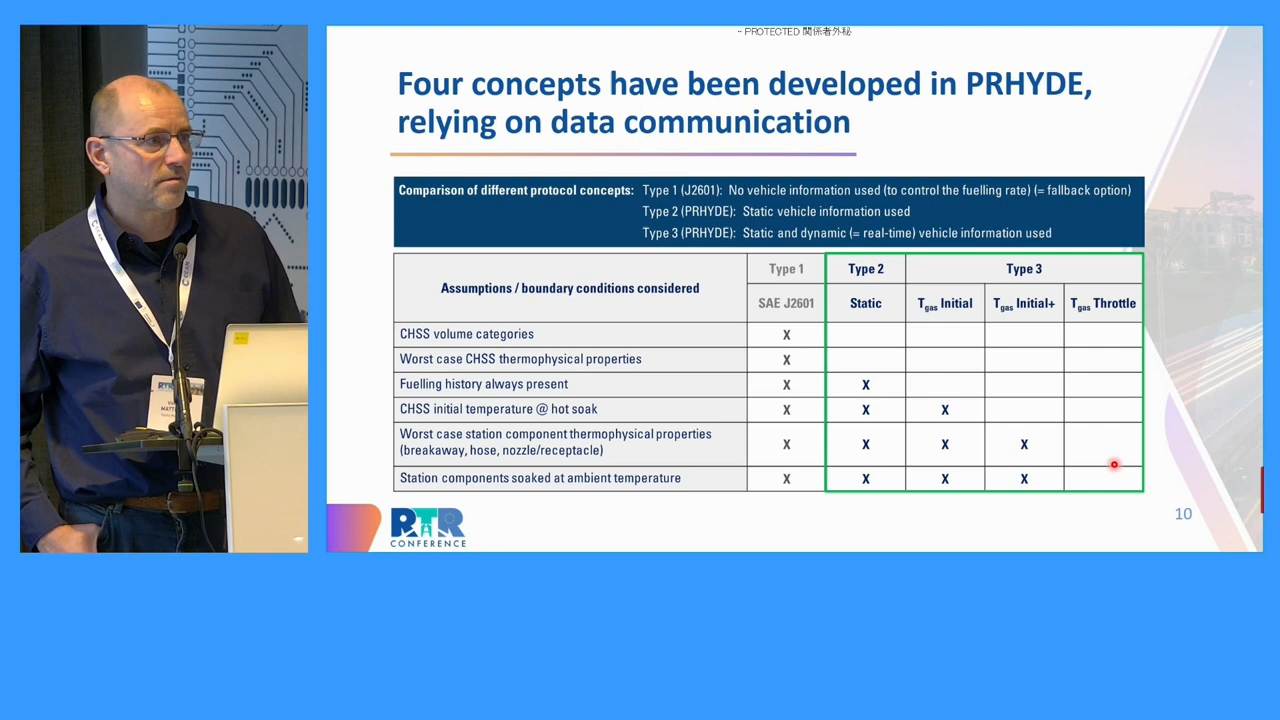 - PROTECTED 関係者外秘
Four concepts have been developed in PRHYDE,
relying on data communication
Comparison of different protocol concepts: Type 1 (J2601): No vehicle information used (to control the fuelling rate) (= fallback option)
Type 2 (PRHYDE): Static vehicle information used
Type 3 (PRHYDE): Static and dynamic (= real-time) vehicle information used
Assumptions / boundary conditions considered
Type 1 Type 2 Type 3
SAE J2601 Static Tgas Initial Tgas Initial+ Tgas Throttle
CHSS volume categories X
Worst case CHSS thermophysical properties X
Fuelling history always present X X
CHSS initial temperature @ hot soak X X X
Worst case station component thermophysical properties
(breakaway, hose, nozzle/receptacle) X X X X
Station components soaked at ambient temperature X X X X
RTR
CONFERENCE
10